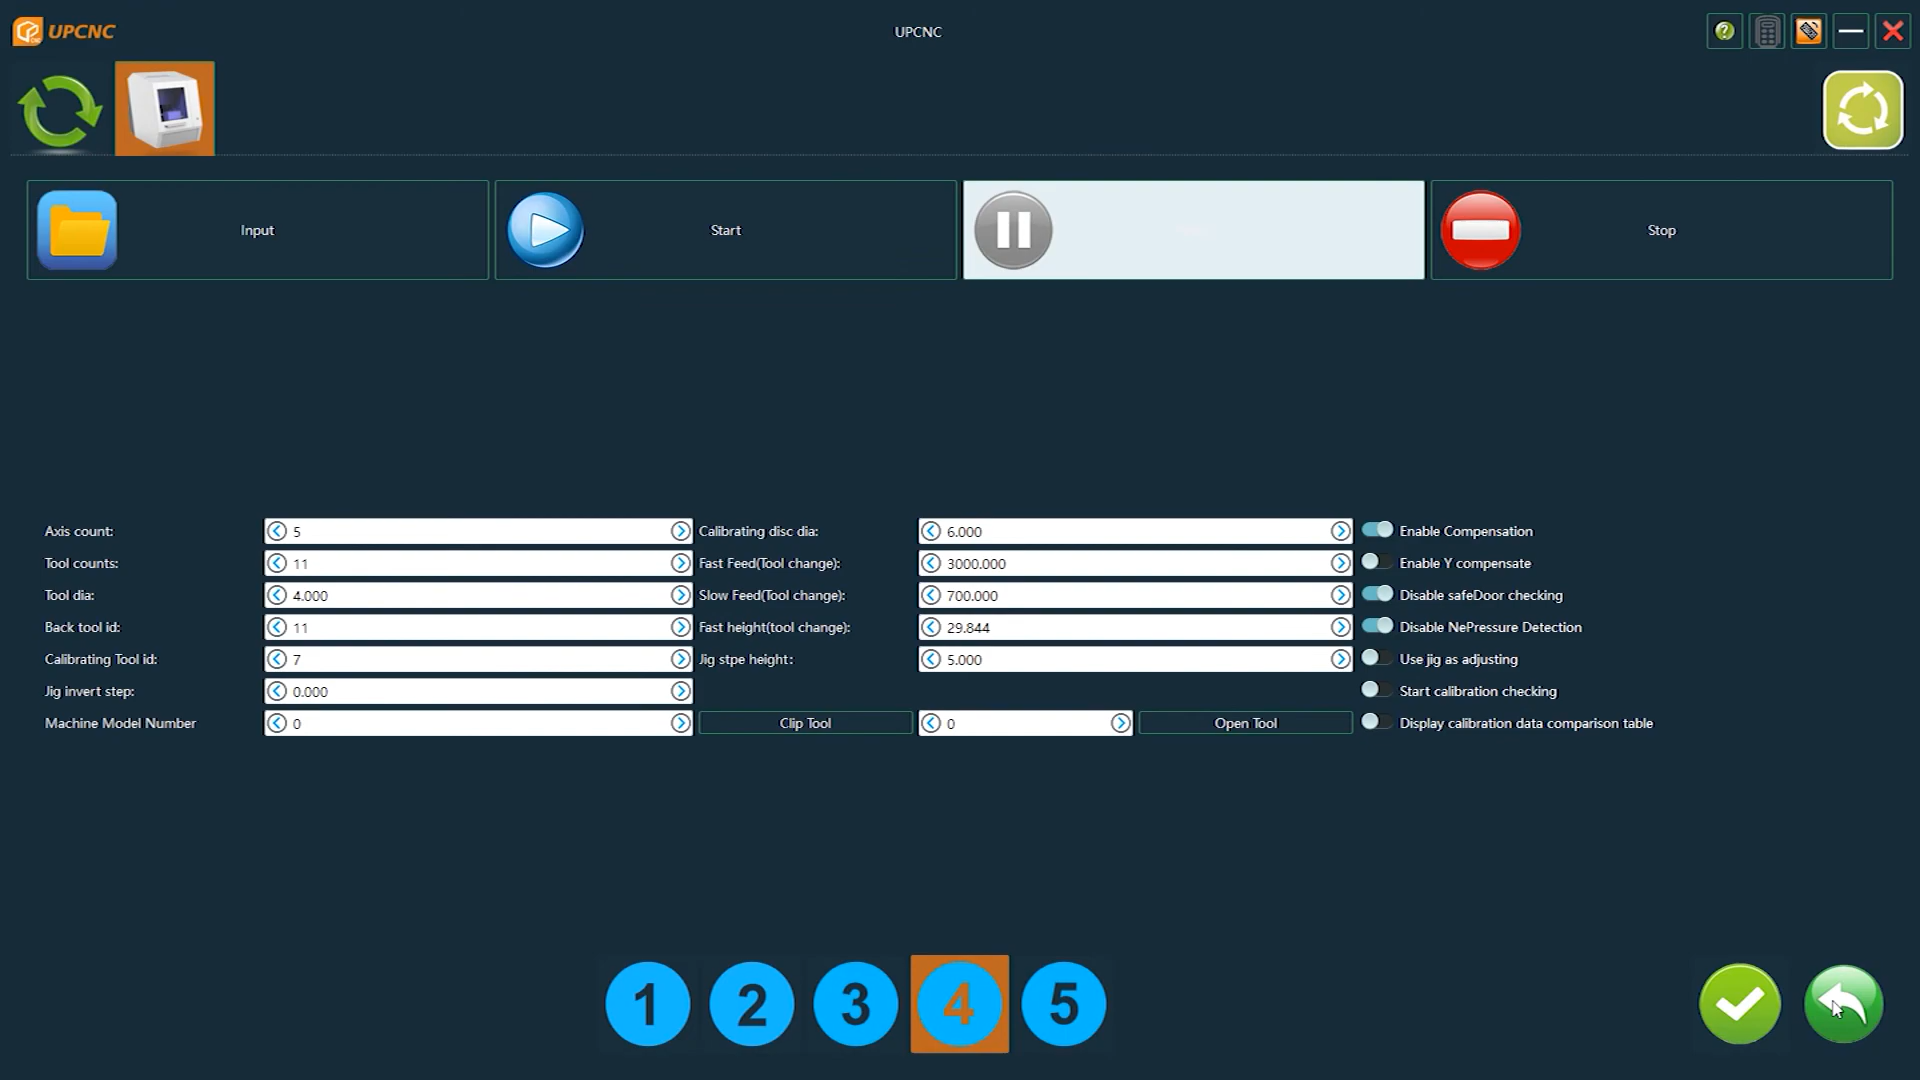 UPCNC
UPCNC
Input
Start
Stop
Axis count:
5
Calibrating disc dia:
6.000
Enable Compensation
Tool counts:
11
Fast Feed(Tool change):
3000.000
Enable Y compensate
Tool dia:
4.000
Slow Feed(Tool change):
700.000
Disable safeDoor checking
Back tool id:
11
Fast height(tool change):
29.844
Disable NePressure Detection
Calibrating Tool id:
7
Jig stpe height:
5.000
Use jig as adjusting
Jig invert step:
0.000
Start calibration checking
Machine Model Number
0
Clip Tool
0
Open Tool
Display calibration data comparison table
1
2
3
4
5